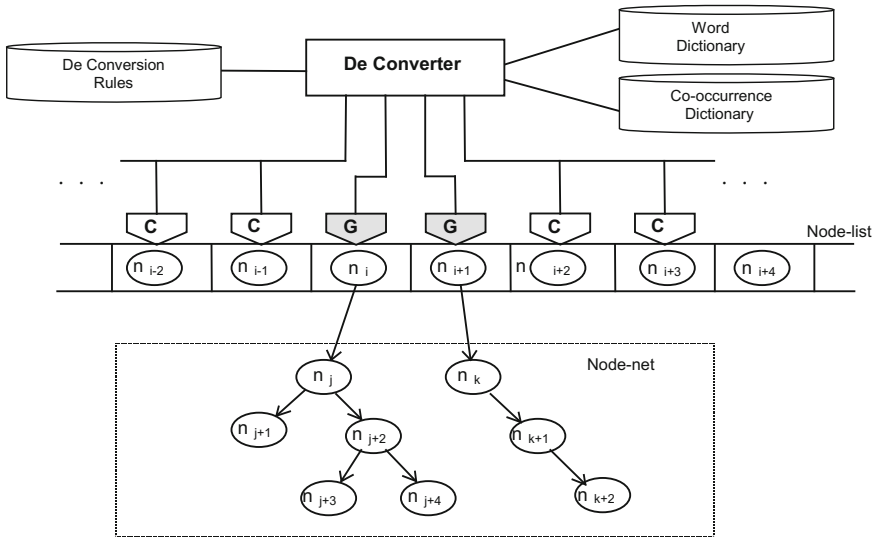 Word
Dictionary
De Conversion
Rules
De Converter
Co-occurrence
Dictionary
. . .
. . .
C C G G C C
Node-list
n i-2 n i-1 n i n i+1 n i+2 n i+3 n i+4
Node-net
n j n k
n j+1 n j+2 n k+1
n j+3 n j+4 n k+2